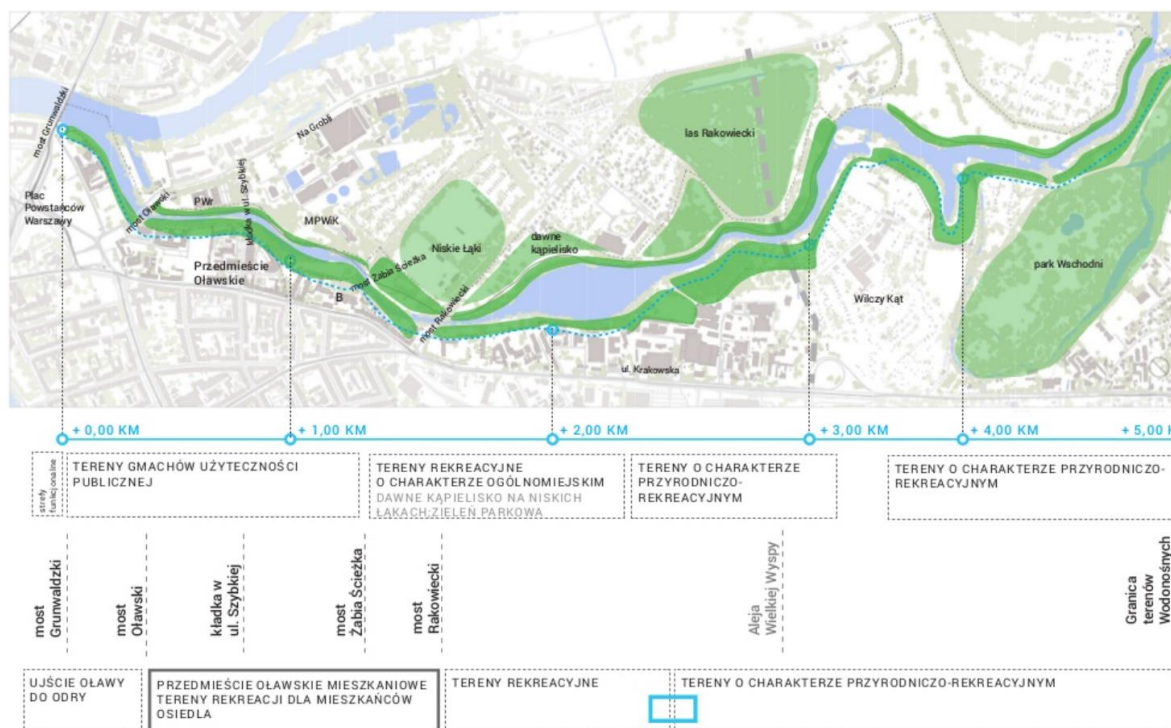 most Grunwaldzki
Plac
Powstańców
Warszawy
most Oławski
PWr
kładka w ul. Szybkiej
Na Grobli
MPWiK
Przedmieście
Oławskie
B
most Żabia Ścieżka
Niskie Łąki
most Rakowiecki
dawne
kąpielisko
las Rakowiecki
ul. Krakowska
Wilczy Kąt
park Wschodni
+ 0,00 KM
+ 1,00 KM
+ 2,00 KM
+ 3,00 KM
+ 4,00 KM
+ 5,00 K
strefy
funkcjonalne
TERENY GMACHÓW UŻYTECZNOŚCI
PUBLICZNEJ
TERENY REKREACYJNE
O CHARAKTERZE OGÓLNOMIEJSKIM
DAWNE KĄPIELISKO NA NISKICH
ŁĄKACH;ZIELEŃ PARKOWA
TERENY O CHARAKTERZE
PRZYRODNICZO-
REKREACYJNYM
TERENY O CHARAKTERZE PRZYRODNICZO-
REKREACYJNYM
most
Grunwaldzki
most
Oławski
kładka w
ul. Szybkiej
most
Żabia Ścieżka
most
Rakowiecki
Aleja
Wielkiej Wyspy
Granica
terenów
Wodonośnych
UJŚCIE OŁAWY
DO ODRY
PRZEDMIEŚCIE OŁAWSKIE MIESZKANIOWE
TERENY REKREACJI DLA MIESZKAŃCÓW
OSIEDLA
TERENY REKREACYJNE
TERENY O CHARAKTERZE PRZYRODNICZO-REKREACYJNYM